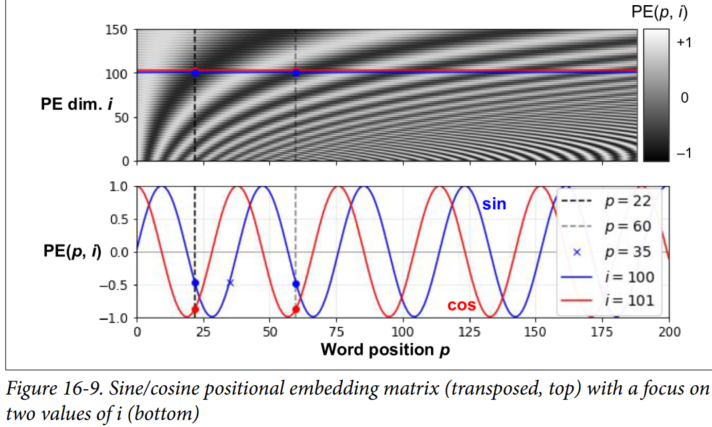 PE(p, i)
150
100
50
0
PE dim. i
+1
0
–1
1.0
0.5
0.0
−0.5
−1.0
PE(p, i)
sin
cos
p = 22
p = 60
p = 35
i = 100
i = 101
0 25 50 75 100 125 150 175 200
Word position p
Figure 16-9. Sine/cosine positional embedding matrix (transposed, top) with a focus on
two values of i (bottom)